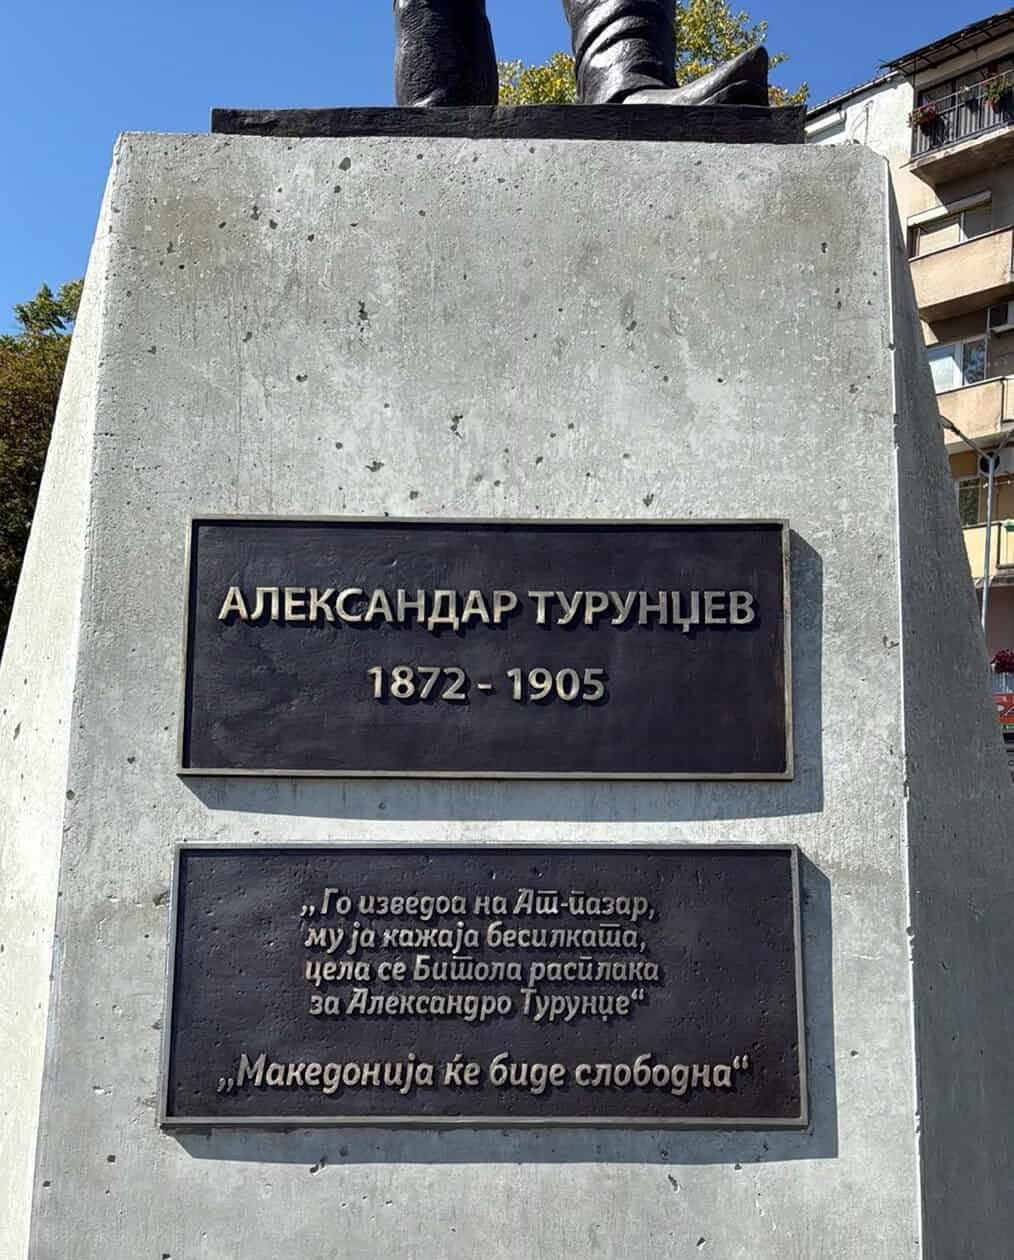 АЛЕКСАНДАР ТУРУНЏЕВ
1872 - 1905
„Го изведоа на Ат-пазар,
му ја кажаја бесилката,
цела се Битола расплака
за Александро Турунџе“
„Македонија ќе биде слободна“